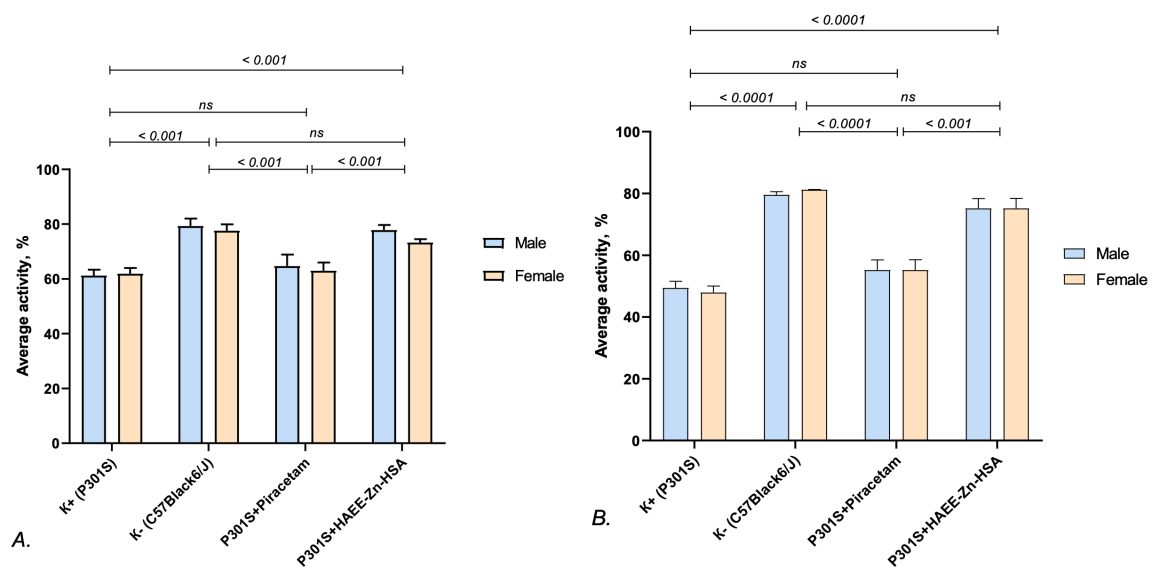 < 0.001
ns
< 0.001
ns
< 0.001
< 0.001
Average activity, %
100
80
60
40
20
0
K+ (P301S)
K- (C57Black6/J)
P301S+Piracetam
P301S+HAEE-Zn-HSA
Male
Female
A.
< 0.0001
ns
< 0.0001
ns
< 0.0001
< 0.001
Average activity, %
100
80
60
40
20
0
K+ (P301S)
K- (C57Black6/J)
P301S+Piracetam
P301S+HAEE-Zn-HSA
Male
Female
B.